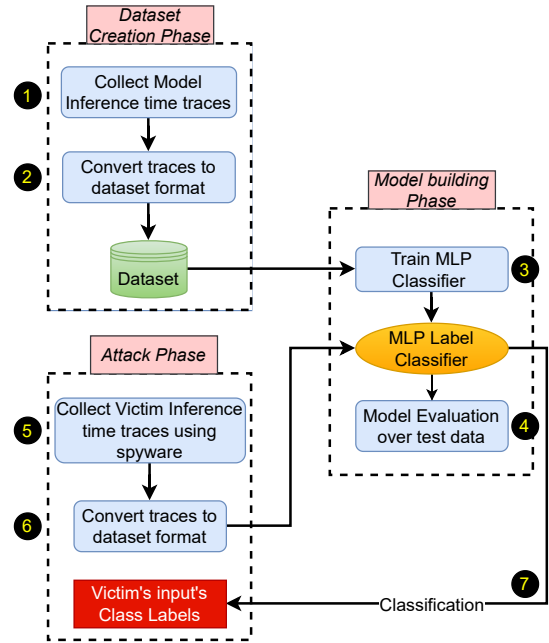 Dataset
Creation Phase
1
Collect Model
Inference time traces
2
Convert traces to
dataset format
Dataset
Model building
Phase
Train MLP
Classifier
3
MLP Label
Classifier
Model Evaluation
over test data
4
Attack Phase
5
Collect Victim Inference
time traces using
spyware
6
Convert traces to
dataset format
7
Classification
Victim's input's
Class Labels